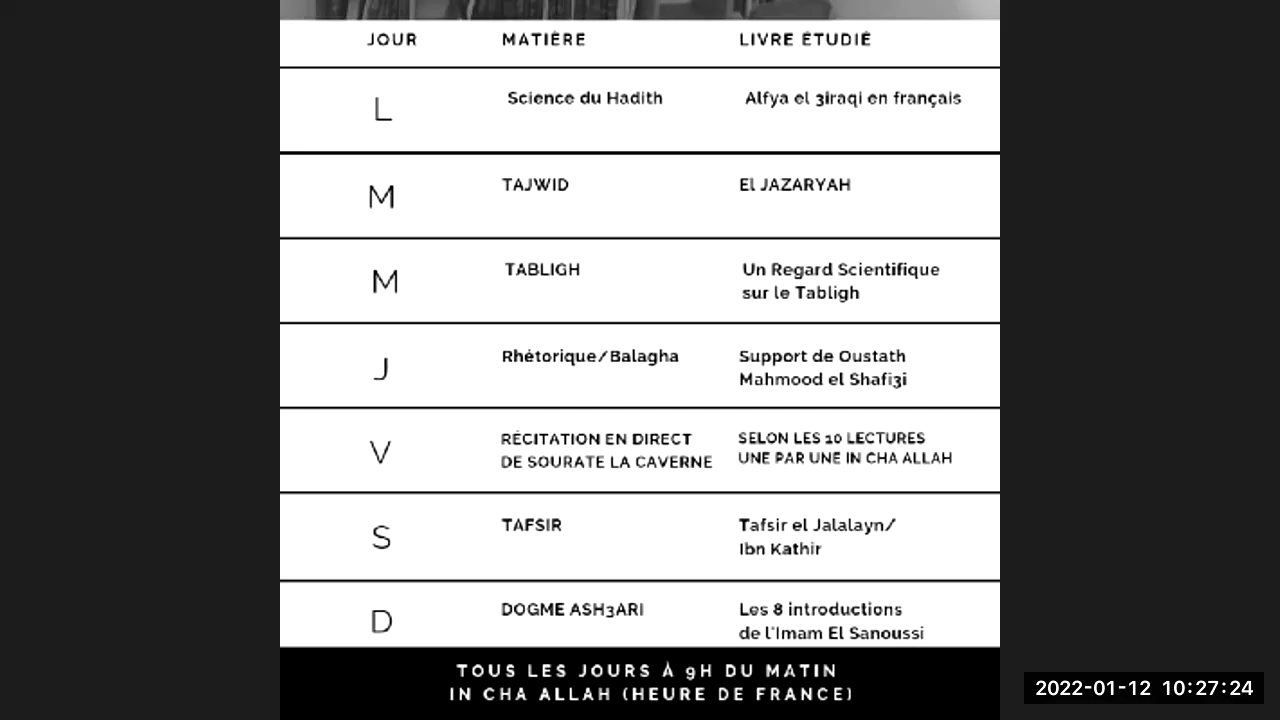 JOUR MATIÈRE LIVRE ÉTUDIÉ
L Science du Hadith Alfya el 3iraqi en français
M TAJWID El JAZARYAH
M TABLIGH Un Regard Scientifique
sur le Tabligh
J Rhétorique/Balagha Support de Oustath
Mahmood el Shafi3i
V RÉCITATION EN DIRECT SELON LES 10 LECTURES
DE SOURATE LA CAVERNE UNE PAR UNE IN CHA ALLAH
S TAFSIR Tafsir el Jalalayn/
Ibn Kathir
D DOGME ASH3ARI Les 8 introductions
de l'Imam El Sanoussi
TOUS LES JOURS À 9H DU MATIN
IN CHA ALLAH (HEURE DE FRANCE)
2022-01-12 10:27:24